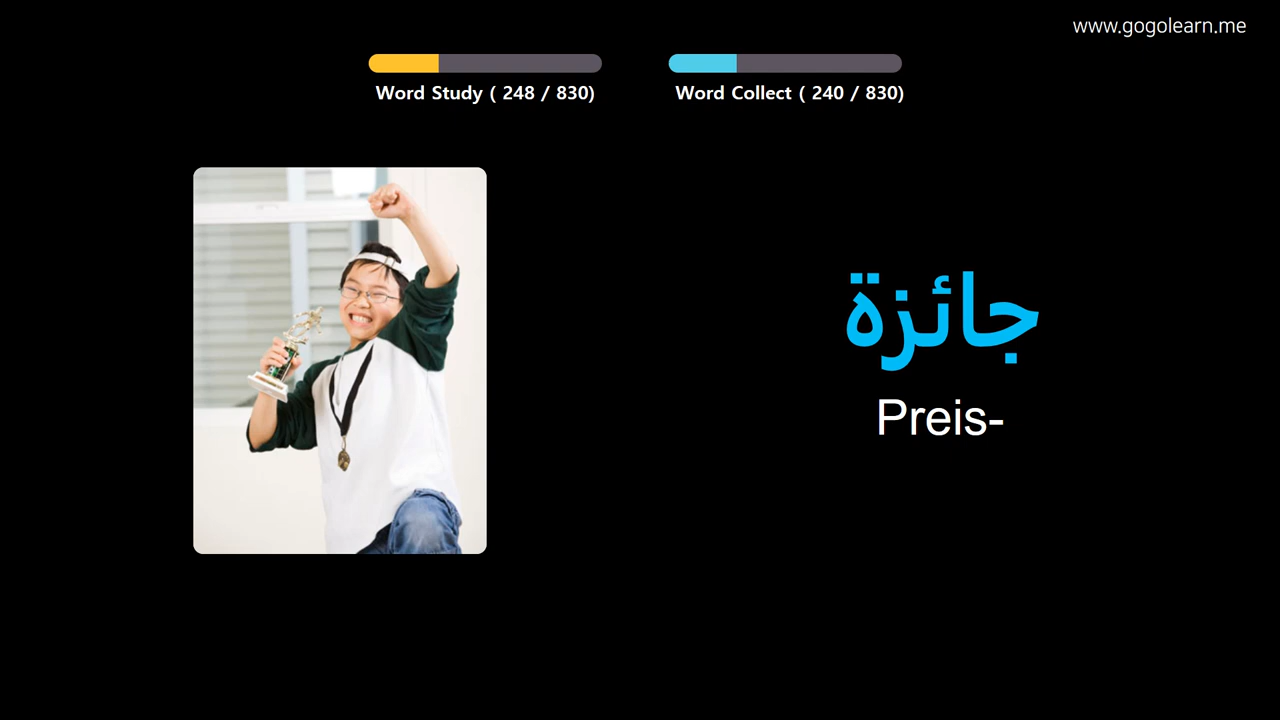 www.gogolearn.me
Word Study ( 248 / 830)
Word Collect ( 240 / 830)
جائزة
Preis-